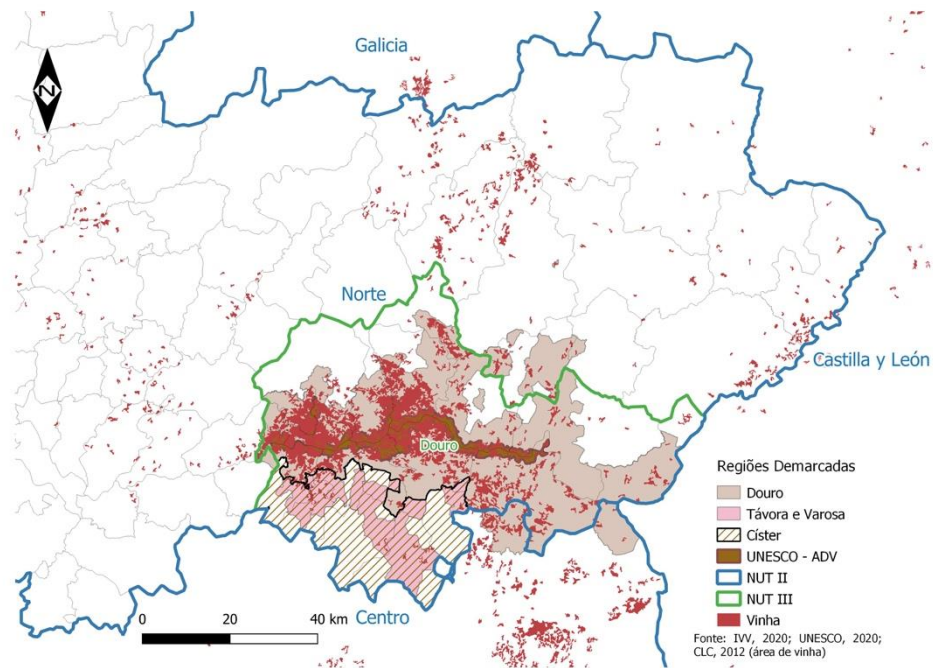 Galicia
N
Norte
Castilla y León
Douro
Centro
0 20 40 km
Regiões Demarcadas
Douro
Távora e Varosa
Císter
UNESCO - ADV
NUT II
NUT III
Vinha
Fonte: IVV, 2020; UNESCO, 2020;
CLC, 2012 (área de vinha)